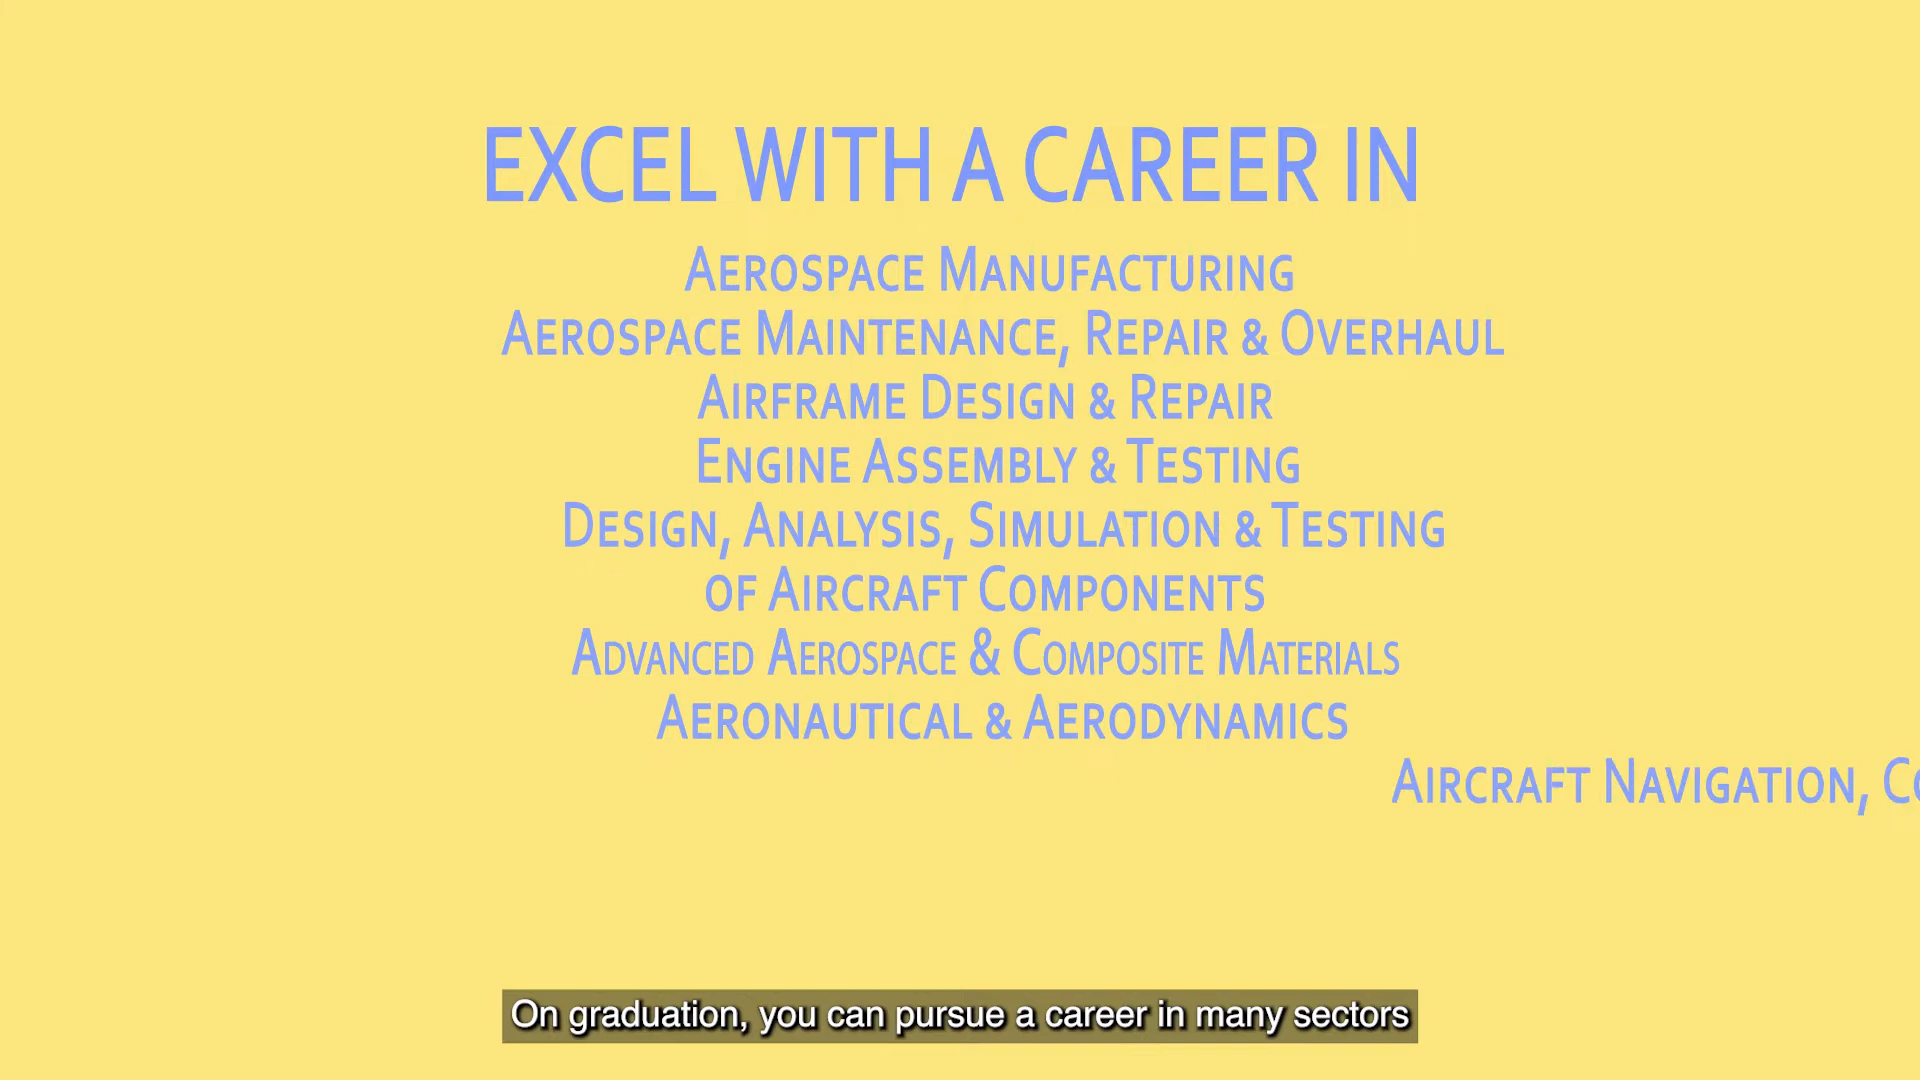 EXCEL WITH A CAREER IN
Aerospace Manufacturing
Aerospace Maintenance, Repair & Overhaul
Airframe Design & Repair
Engine Assembly & Testing
Design, Analysis, Simulation & Testing
of Aircraft Components
Advanced Aerospace & Composite Materials
Aeronautical & Aerodynamics
Aircraft Navigation,
On graduation, you can pursue a career in many sectors